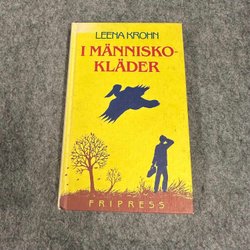 LEENA KROHN
I MÄNNISKO-
KLÄDER
FRIPRESS